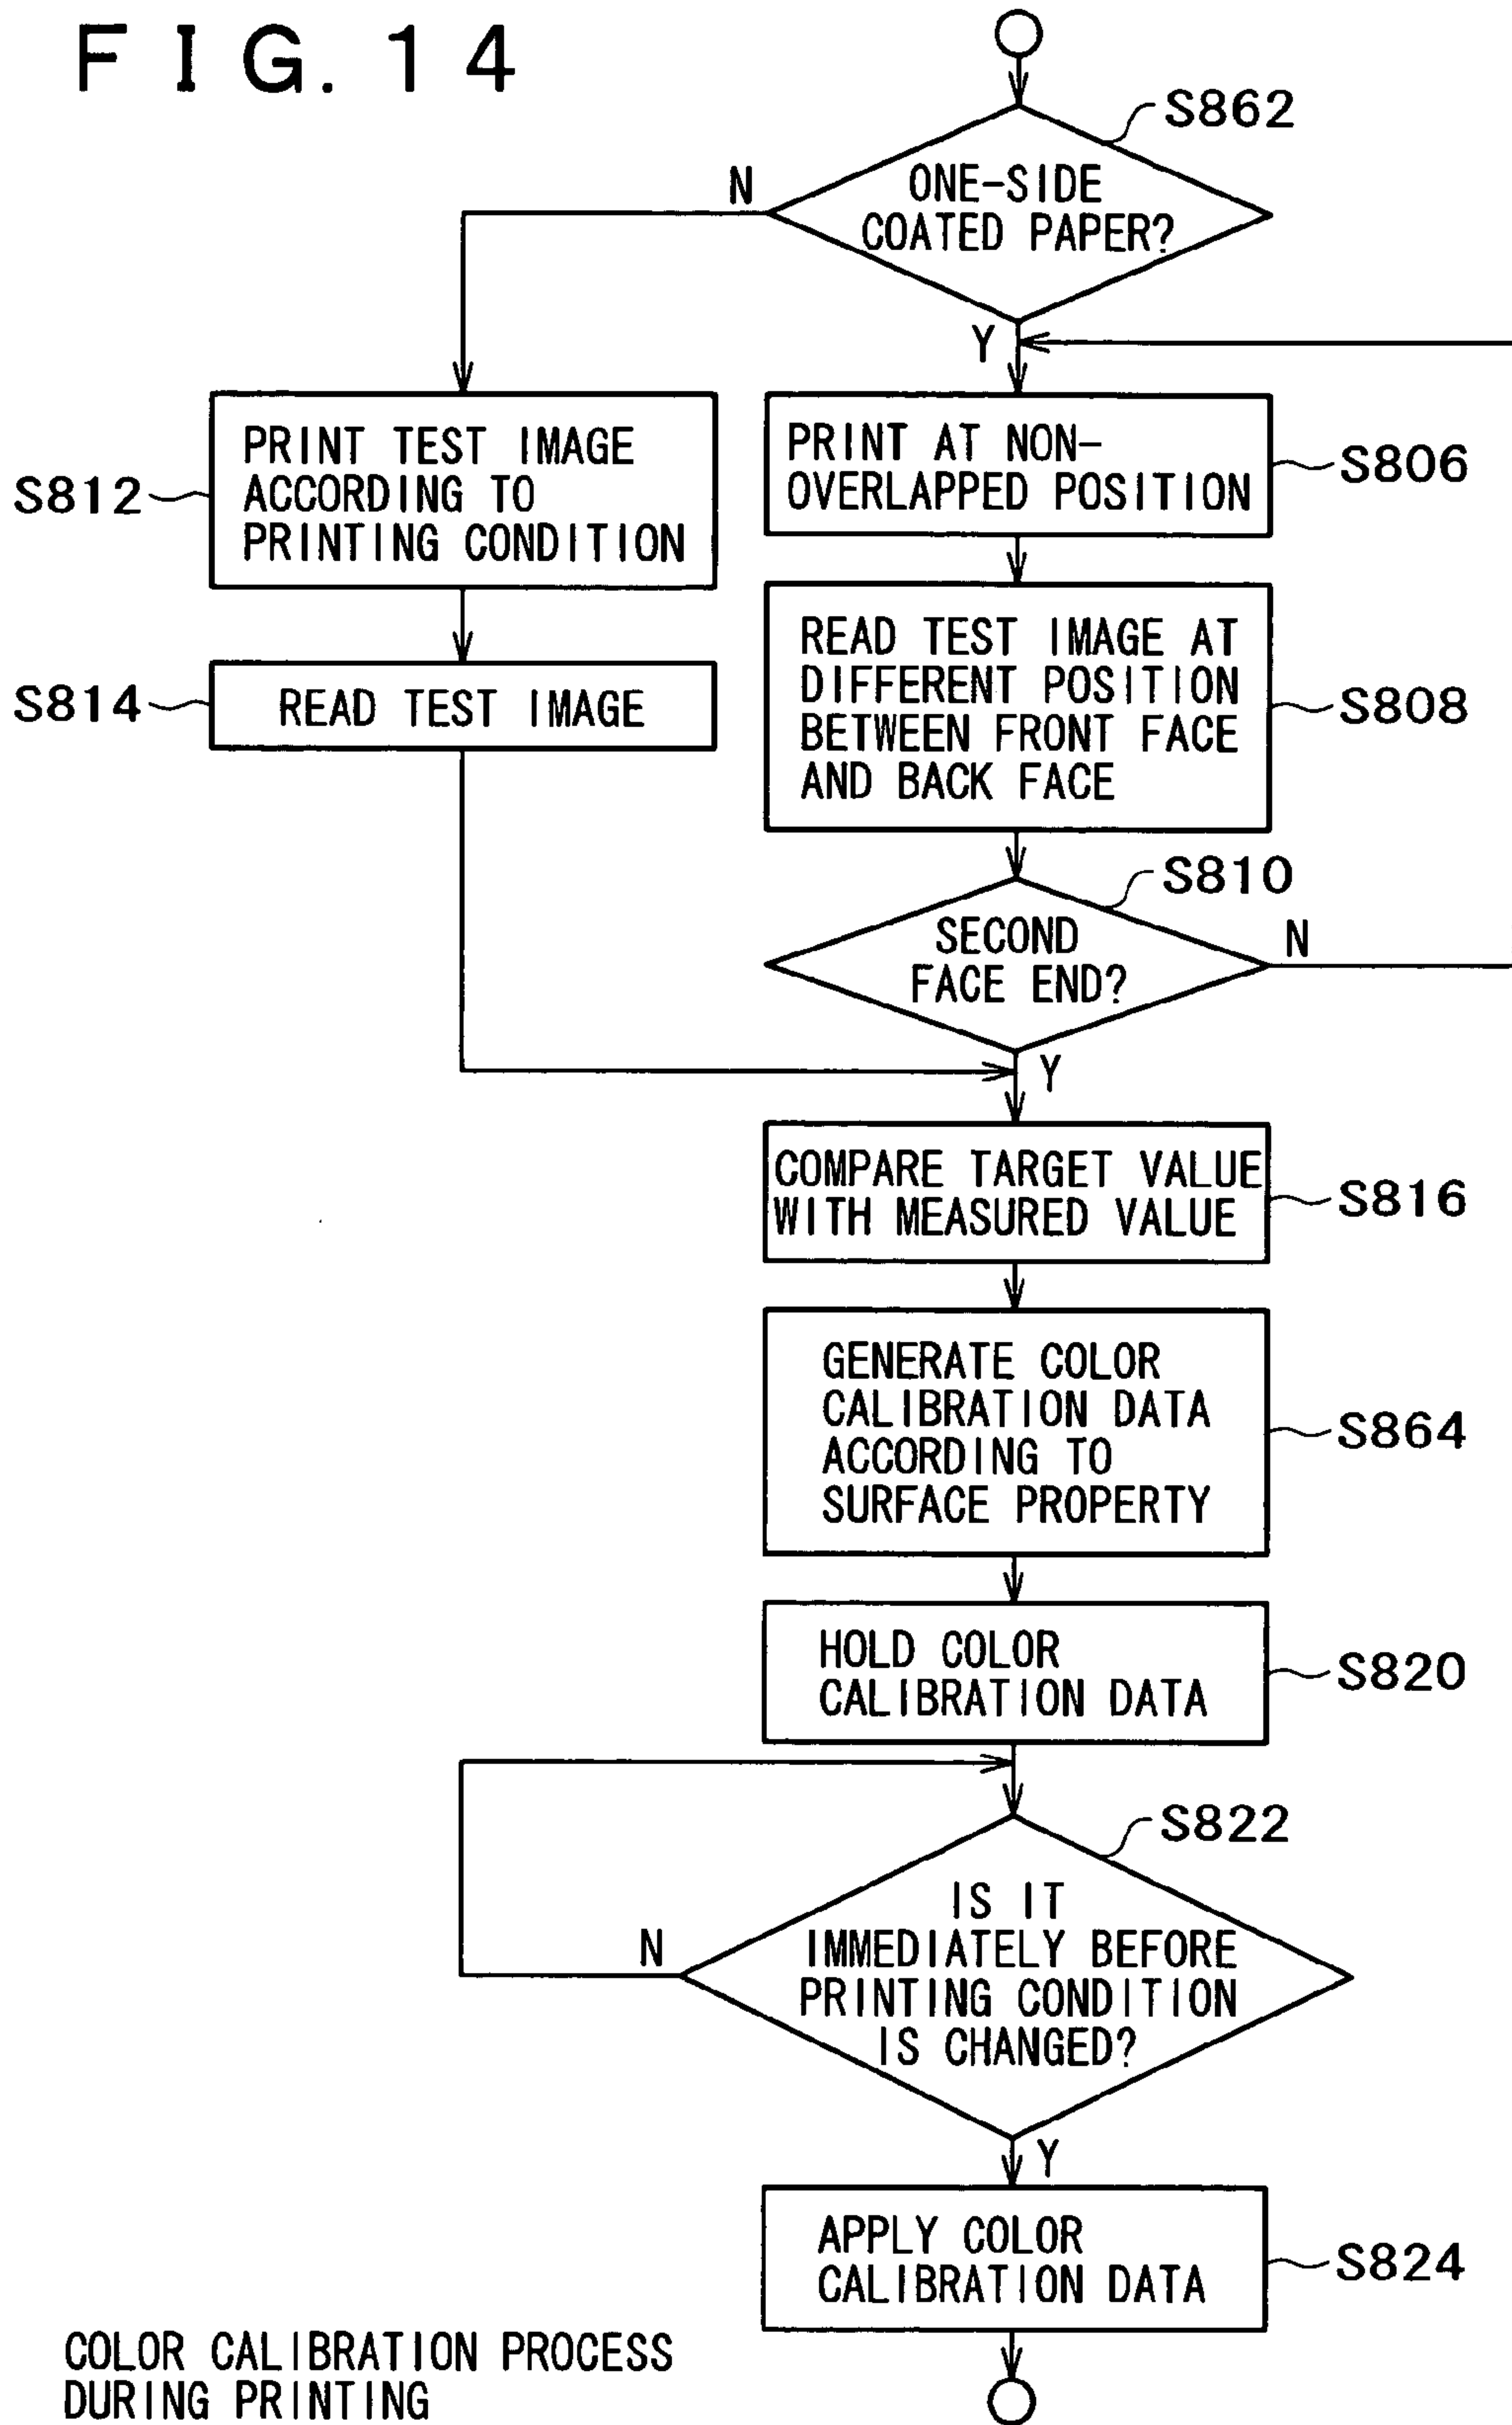 FIG. 14
S862
ONE-SIDE
COATED PAPER?
N
Y
PRINT TEST IMAGE
ACCORDING TO
PRINTING CONDITION
S812
PRINT AT NON-
OVERLAPPED POSITION
S806
READ TEST IMAGE
S814
READ TEST IMAGE AT
DIFFERENT POSITION
BETWEEN FRONT FACE
AND BACK FACE
S808
S810
SECOND
FACE END?
N
Y
COMPARE TARGET VALUE
WITH MEASURED VALUE
S816
GENERATE COLOR
CALIBRATION DATA
ACCORDING TO
SURFACE PROPERTY
S864
HOLD COLOR
CALIBRATION DATA
S820
S822
IS IT
IMMEDIATELY BEFORE
PRINTING CONDITION
IS CHANGED?
N
Y
APPLY COLOR
CALIBRATION DATA
S824
COLOR CALIBRATION PROCESS
DURING PRINTING